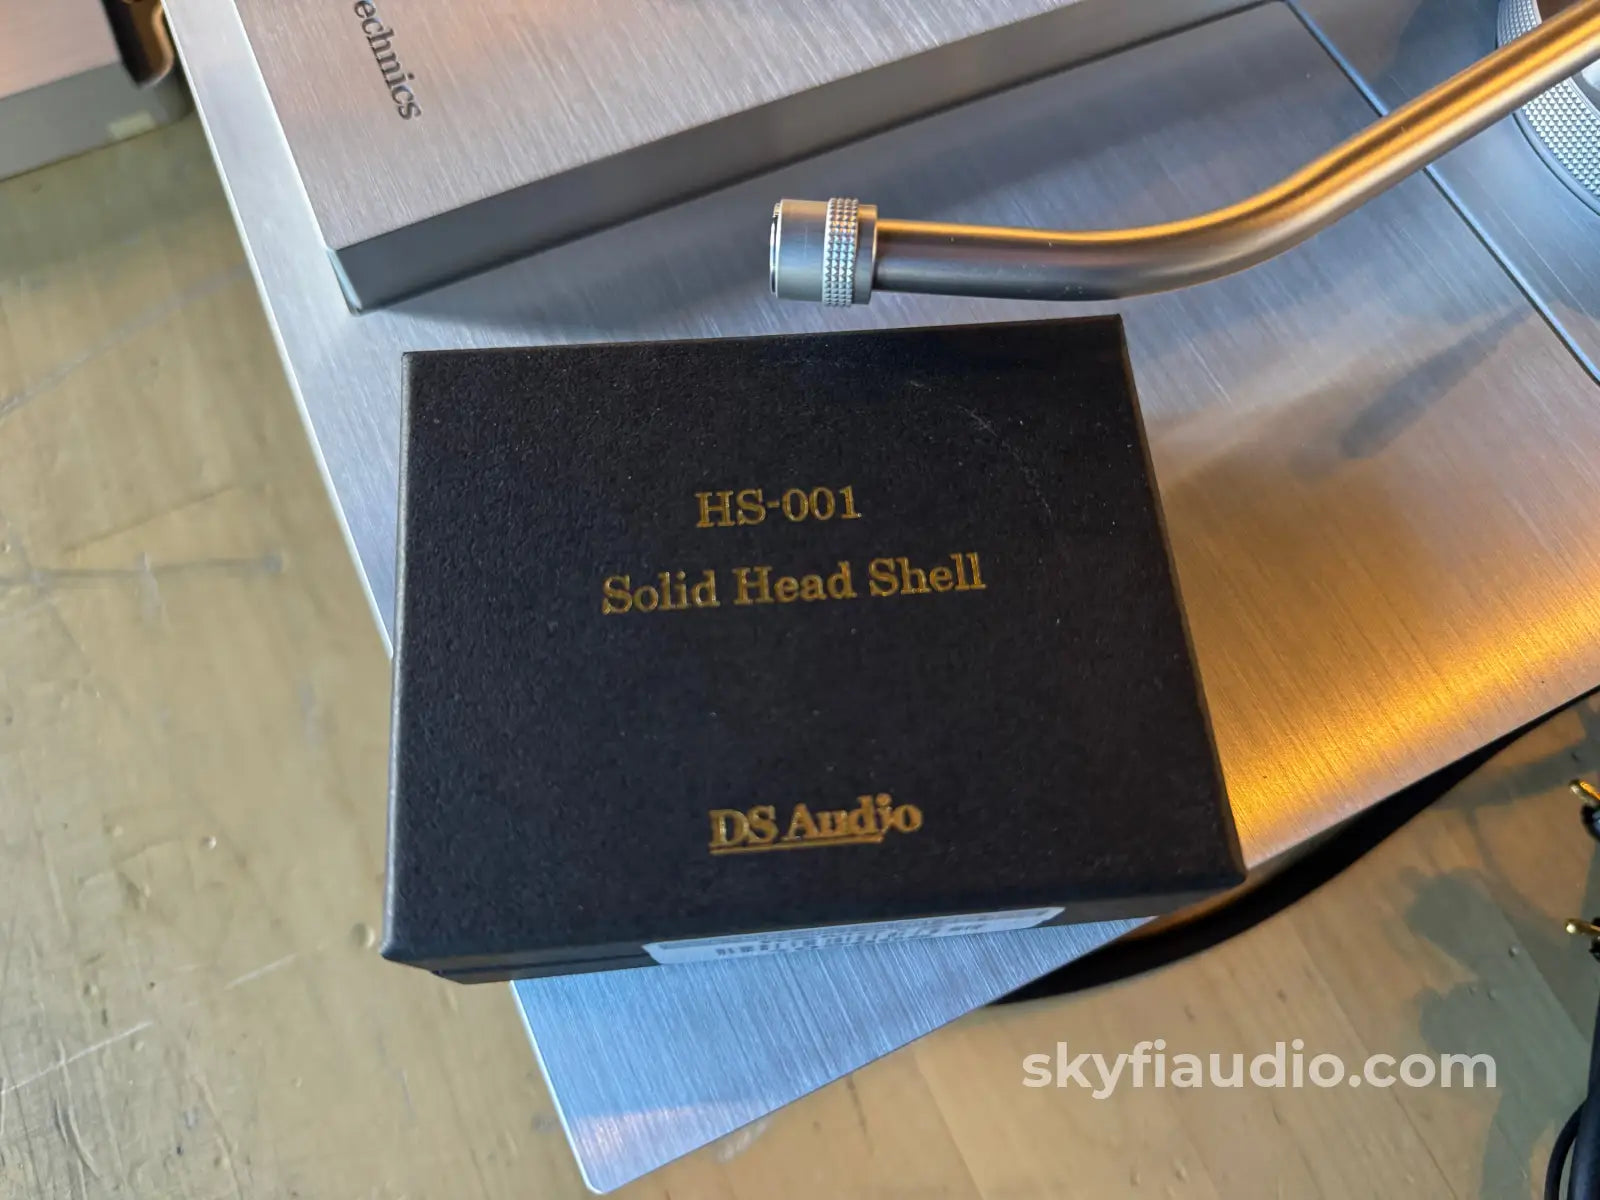 echnics
HS-001
Solid Head Shell
DS Audio
skyfiaudio.com